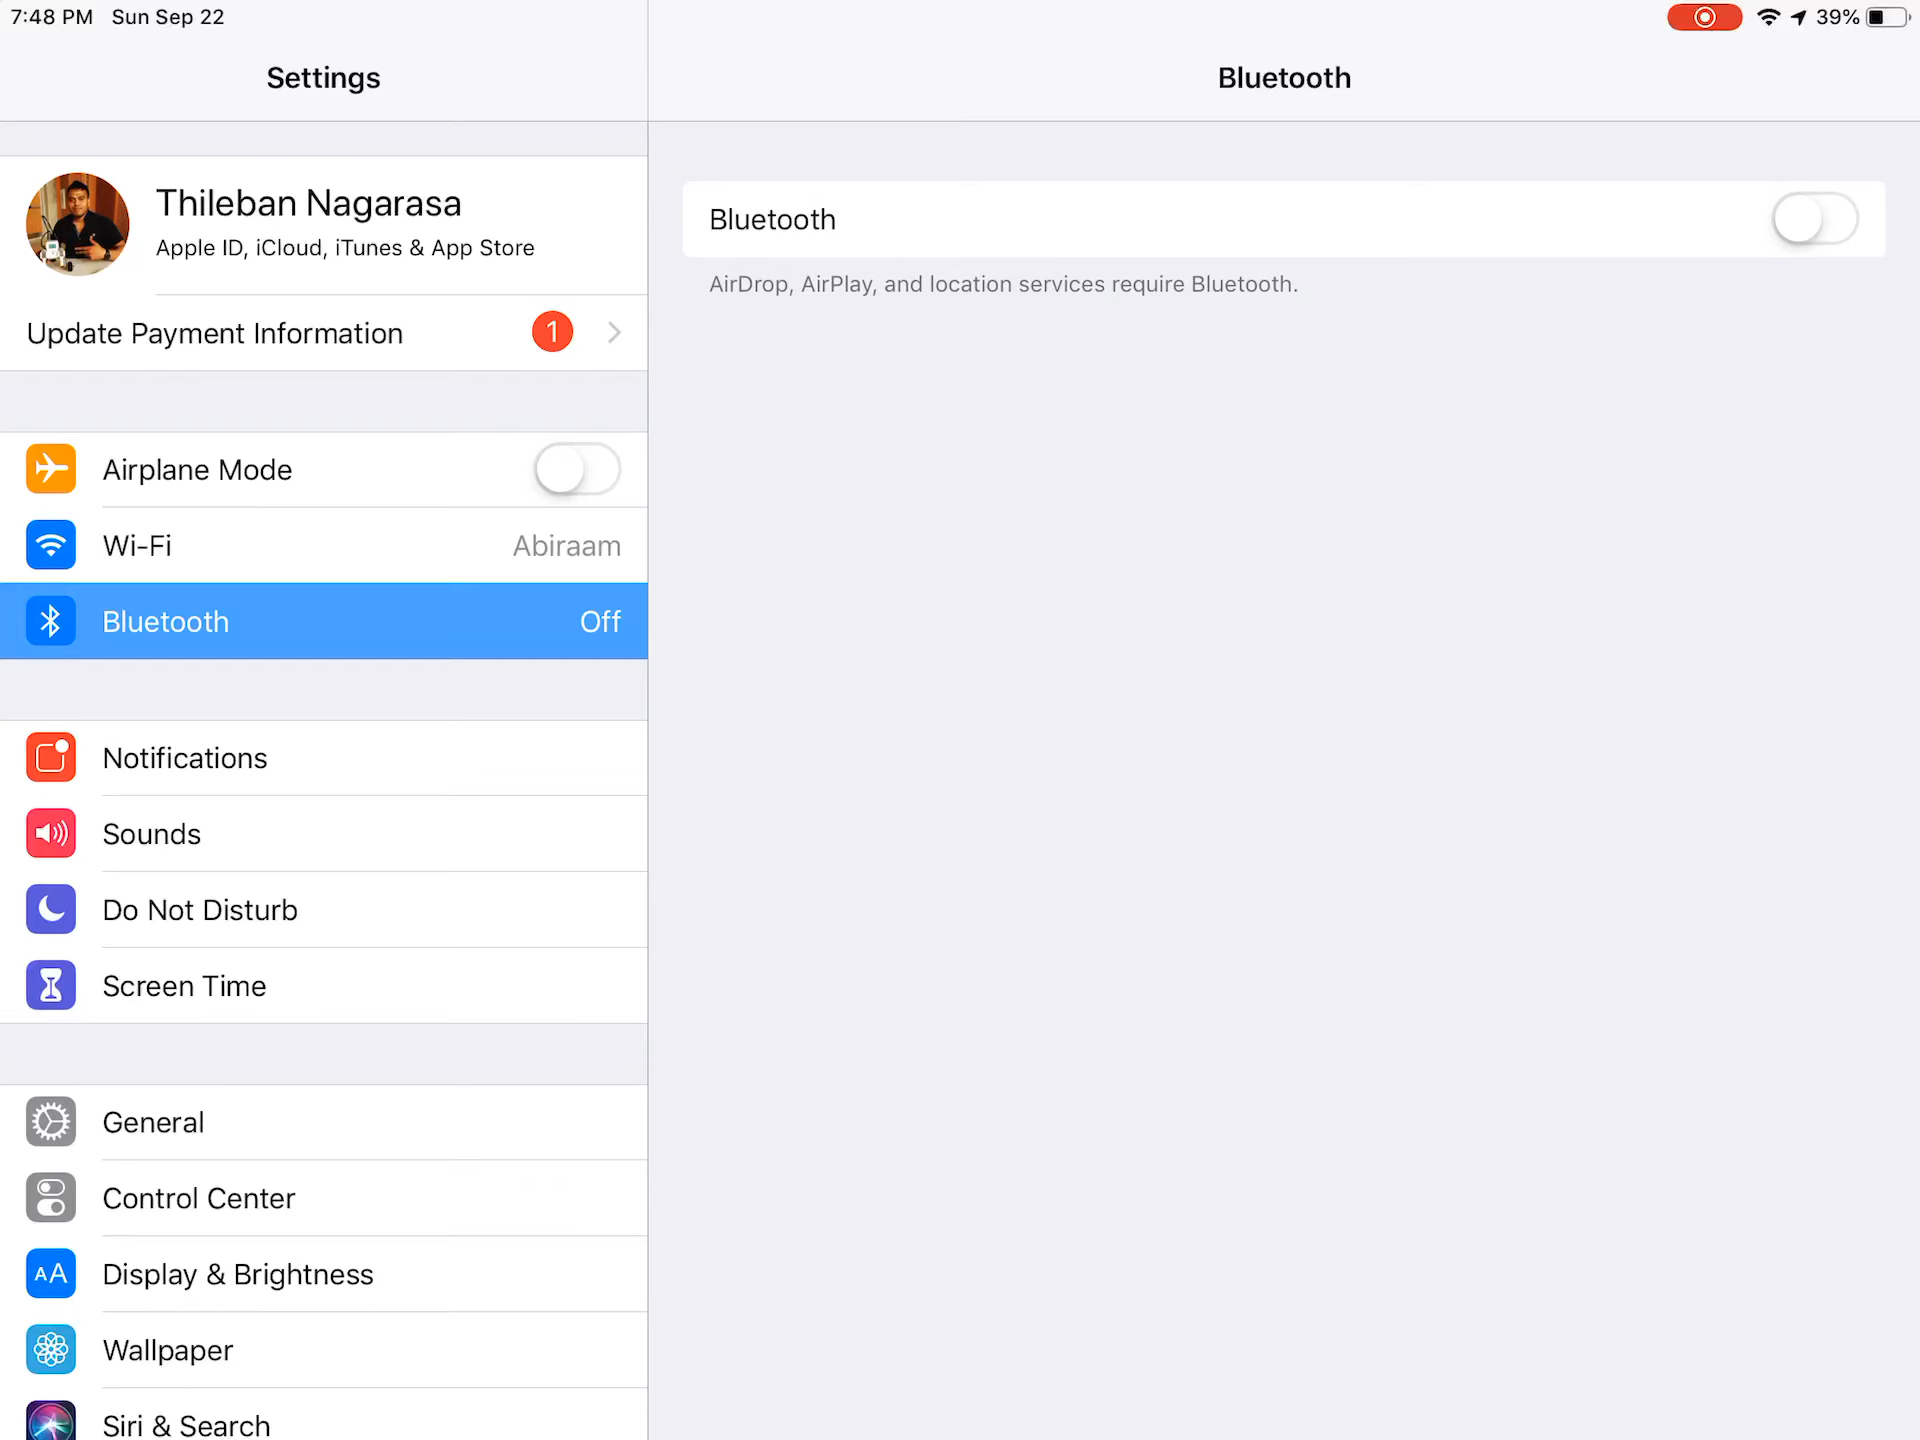 7:48 PM Sun Sep 22
39%
Settings
Thileban Nagarasa
Apple ID, iCloud, iTunes & App Store
Update Payment Information 1
Airplane Mode
Wi-Fi Abiraam
Bluetooth Off
Notifications
Sounds
Do Not Disturb
Screen Time
General
Control Center
AA Display & Brightness
Wallpaper
Siri & Search
Bluetooth
Bluetooth
AirDrop, AirPlay, and location services require Bluetooth.